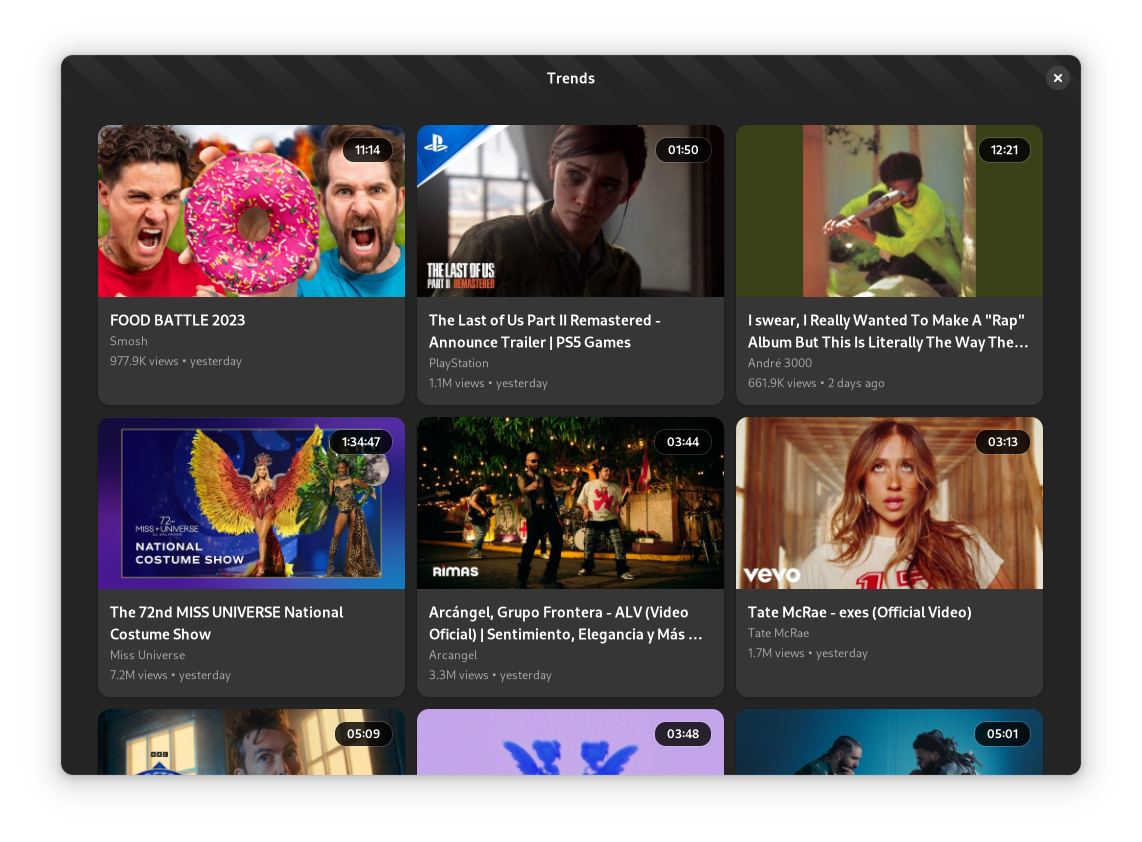 Trends
11:14
01:50
12:21
THE LAST OF US
PART II REMASTERED
FOOD BATTLE 2023
Smosh
977.9K views • yesterday
The Last of Us Part II Remastered -
Announce Trailer | PS5 Games
PlayStation
1.1M views • yesterday
I swear, I Really Wanted To Make A "Rap"
Album But This Is Literally The Way The…
André 3000
661.9K views • 2 days ago
1:34:47
03:44
03:13
72nd
MISS UNIVERSE
EL SALVADOR
NATIONAL
COSTUME SHOW
RIMAS
vevo
The 72nd MISS UNIVERSE National
Costume Show
Miss Universe
7.2M views • yesterday
Arcángel, Grupo Frontera - ALV (Video
Oficial) | Sentimiento, Elegancia y Más …
Arcangel
3.3M views • yesterday
Tate McRae - exes (Official Video)
Tate McRae
1.7M views • yesterday
05:09
03:48
05:01
BBC